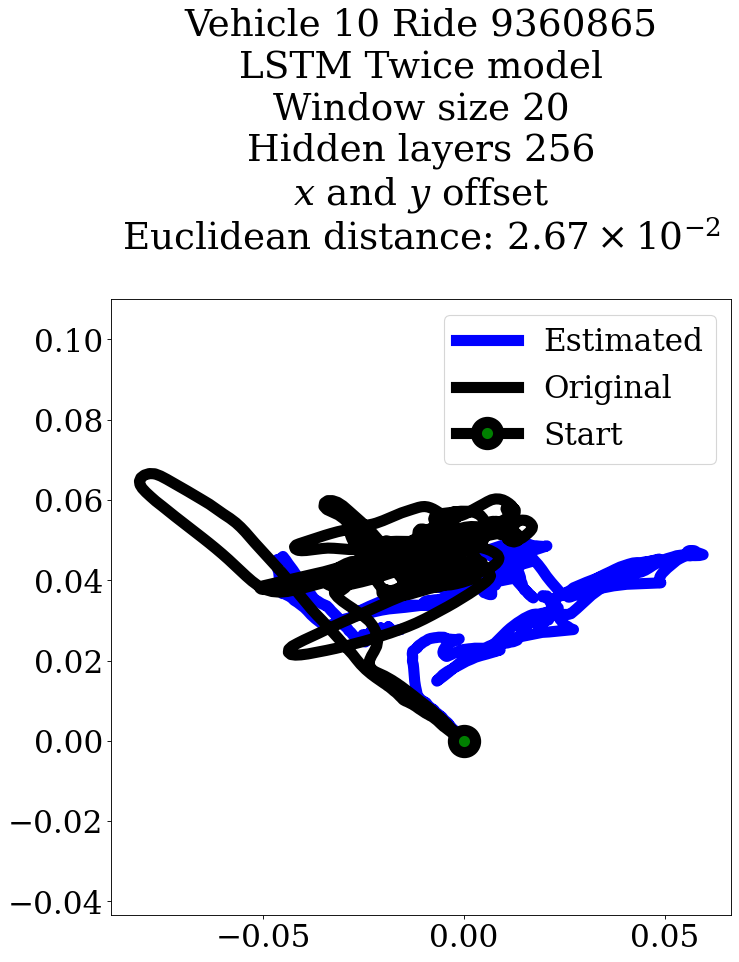 Vehicle 10 Ride 9360865
LSTM Twice model
Window size 20
Hidden layers 256
x and y offset
Euclidean distance: 2.67 × 10⁻²
Estimated
Original
Start
0.10
0.08
0.06
0.04
0.02
0.00
−0.02
−0.04
−0.05 0.00 0.05